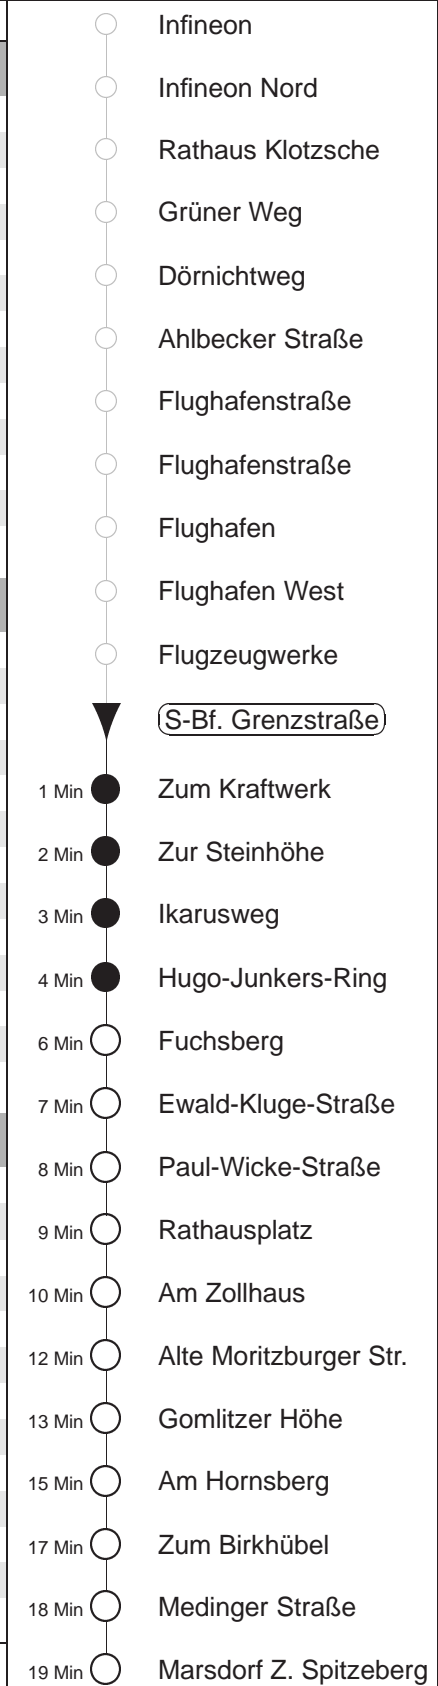 Infineon
Infineon Nord
Rathaus Klotzsche
Grüner Weg
Dörnichtweg
Ahlbecker Straße
Flughafenstraße
Flughafenstraße
Flughafen
Flughafen West
Flugzeugwerke
S-Bf. Grenzstraße
1 Min Zum Kraftwerk
2 Min Zur Steinhöhe
3 Min Ikarusweg
4 Min Hugo-Junkers-Ring
6 Min Fuchsberg
7 Min Ewald-Kluge-Straße
8 Min Paul-Wicke-Straße
9 Min Rathausplatz
10 Min Am Zollhaus
12 Min Alte Moritzburger Str.
13 Min Gomlitzer Höhe
15 Min Am Hornsberg
17 Min Zum Birkhübel
18 Min Medinger Straße
19 Min Marsdorf Z. Spitzeberg